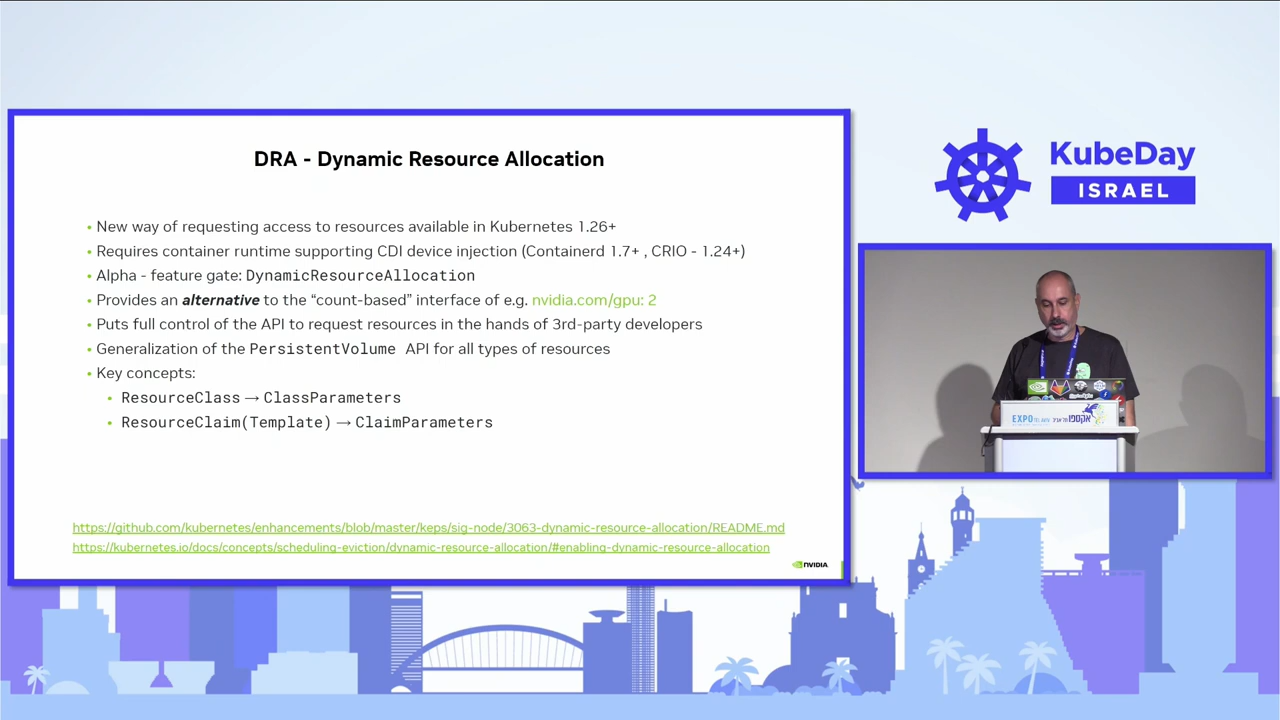 DRA - Dynamic Resource Allocation
• New way of requesting access to resources available in Kubernetes 1.26+
• Requires container runtime supporting CDI device injection (Containerd 1.7+ , CRIO - 1.24+)
• Alpha - feature gate: DynamicResourceAllocation
• Provides an alternative to the “count-based” interface of e.g. nvidia.com/gpu: 2
• Puts full control of the API to request resources in the hands of 3rd-party developers
• Generalization of the PersistentVolume API for all types of resources
• Key concepts:
• ResourceClass → ClassParameters
• ResourceClaim(Template) → ClaimParameters
https://github.com/kubernetes/enhancements/blob/master/keps/sig-node/3063-dynamic-resource-allocation/README.md
https://kubernetes.io/docs/concepts/scheduling-eviction/dynamic-resource-allocation/#enabling-dynamic-resource-allocation
NVIDIA
KubeDay
ISRAEL
EXPO אקספו